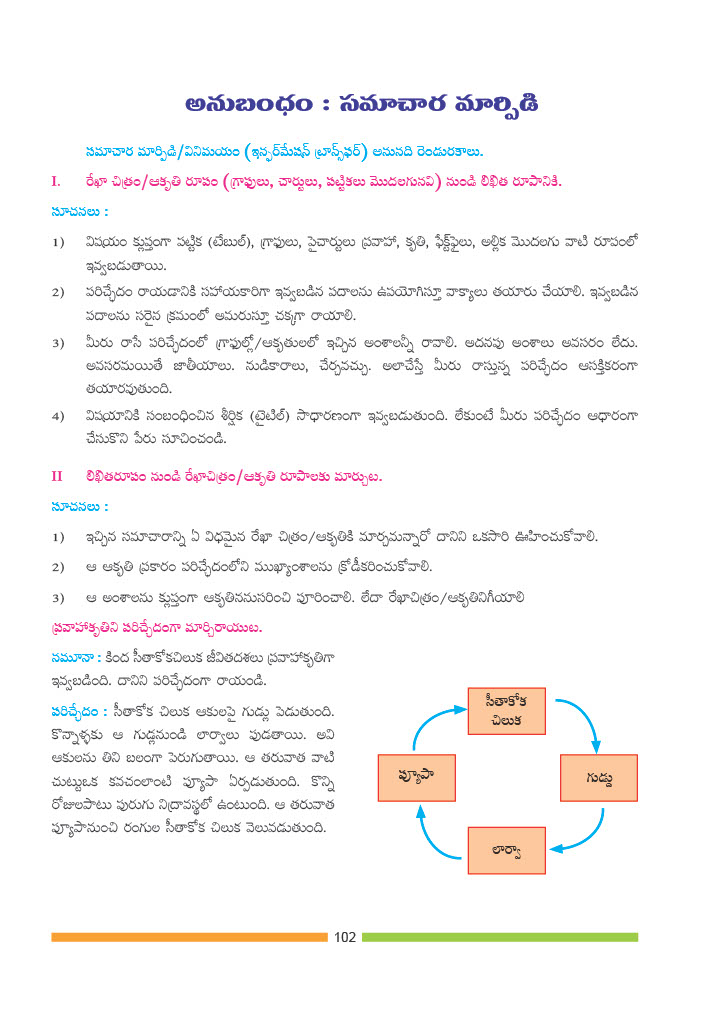 అనుబంధం : సమాచార మార్పిడి
సమాచార మార్పిడి/వినిమయం (ఇన్ఫర్‌మేషన్ ట్రాన్స్‌ఫర్) అనునది రెండురకాలు.
I. రేఖా చిత్రం/ఆకృతి రూపం (గ్రాఫులు, చార్టులు, పట్టికలు మొదలగునవి) నుండి లిఖిత రూపానికి.
సూచనలు :
1) విషయం క్లుప్తంగా పట్టిక (టేబుల్), గ్రాఫులు, పైచార్టులు ప్రవాహా, కృతి, ఫేక్ట్‌ఫైలు, అల్లిక మొదలగు వాటి రూపంలో
ఇవ్వబడుతాయి.
2) పరిచ్ఛేదం రాయడానికి సహాయకారిగా ఇవ్వబడిన పదాలను ఉపయోగిస్తూ వాక్యాలు తయారు చేయాలి. ఇవ్వబడిన
పదాలను సరైన క్రమంలో అమరుస్తూ చక్కగా రాయాలి.
3) మీరు రాసే పరిచ్ఛేదంలో గ్రాఫుల్లో/ఆకృతులలో ఇచ్చిన అంశాలన్నీ రావాలి. అదనపు అంశాలు అవసరం లేదు.
అవసరమయితే జాతీయాలు. నుడికారాలు, చేర్చవచ్చు. అలాచేస్తే మీరు రాస్తున్న పరిచ్ఛేదం ఆసక్తికరంగా
తయారవుతుంది.
4) విషయానికి సంబంధించిన శీర్షిక (టైటిల్) సాధారణంగా ఇవ్వబడుతుంది. లేకుంటే మీరు పరిచ్ఛేదం ఆధారంగా
చేసుకొని పేరు సూచించండి.
II లిఖితరూపం నుండి రేఖాచిత్రం/ఆకృతి రూపాలకు మార్చుట.
సూచనలు :
1) ఇచ్చిన సమాచారాన్ని ఏ విధమైన రేఖా చిత్రం/ఆకృతికి మార్చమన్నారో దానిని ఒకసారి ఊహించుకోవాలి.
2) ఆ ఆకృతి ప్రకారం పరిచ్ఛేదంలోని ముఖ్యాంశాలను క్రోడీకరించుకోవాలి.
3) ఆ అంశాలను క్లుప్తంగా ఆకృతిననుసరించి పూరించాలి. లేదా రేఖాచిత్రం/ఆకృతినిగీయాలి
ప్రవాహాకృతిని పరిచ్ఛేదంగా మార్చిరాయుట.
నమూనా : కింద సీతాకోకచిలుక జీవితదశలు ప్రవాహాకృతిగా
ఇవ్వబడింది. దానిని పరిచ్ఛేదంగా రాయండి.
పరిచ్ఛేదం : సీతాకోక చిలుక ఆకులపై గుడ్లు పెడుతుంది.
కొన్నాళ్ళకు ఆ గుడ్లనుండి లార్వాలు పుడతాయి. అవి
ఆకులను తిని బలంగా పెరుగుతాయి. ఆ తరువాత వాటి
చుట్టుఒక కవచంలాంటి ప్యూపా ఏర్పడుతుంది. కొన్ని
రోజులపాటు పురుగు నిద్రావస్థలో ఉంటుంది. ఆ తరువాత
ప్యూపానుంచి రంగుల సీతాకోక చిలుక వెలువడుతుంది.
సీతాకోక
చిలుక
ప్యూపా
గుడ్డు
లార్వా
102